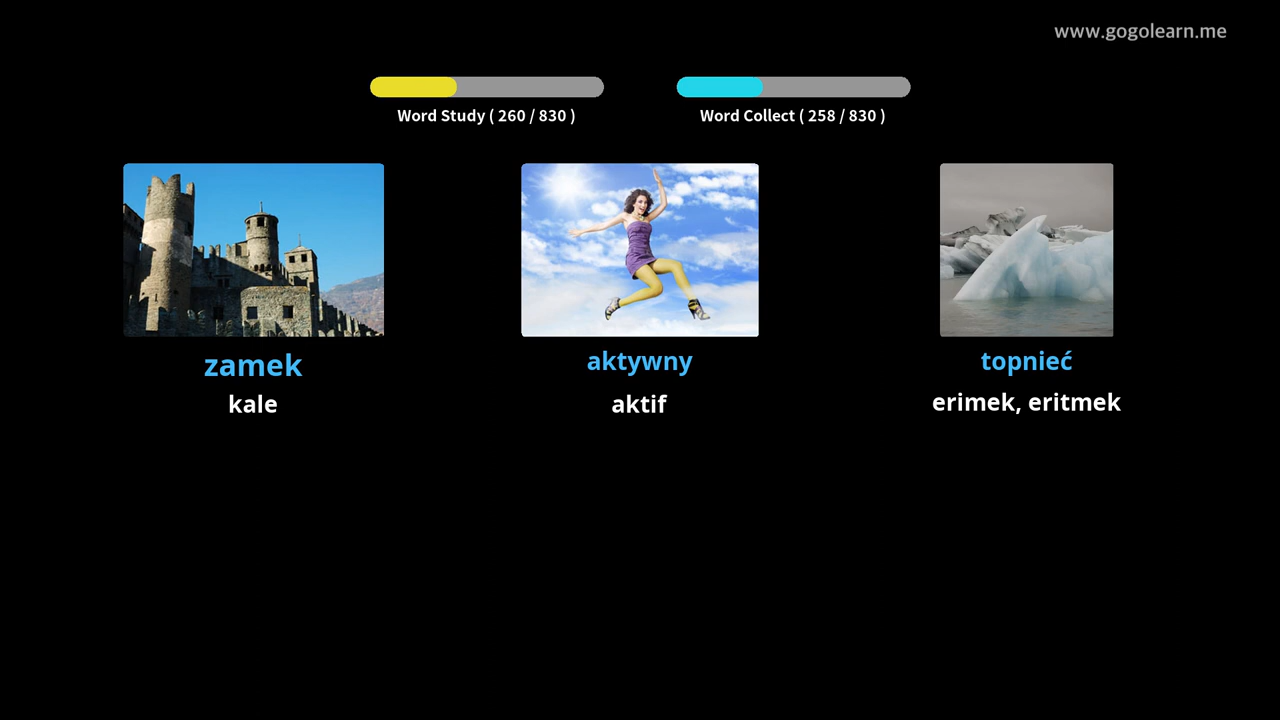 www.gogolearn.me
Word Study ( 260 / 830 )
Word Collect ( 258 / 830 )
zamek
kale
aktywny
aktif
topnieć
erimek, eritmek